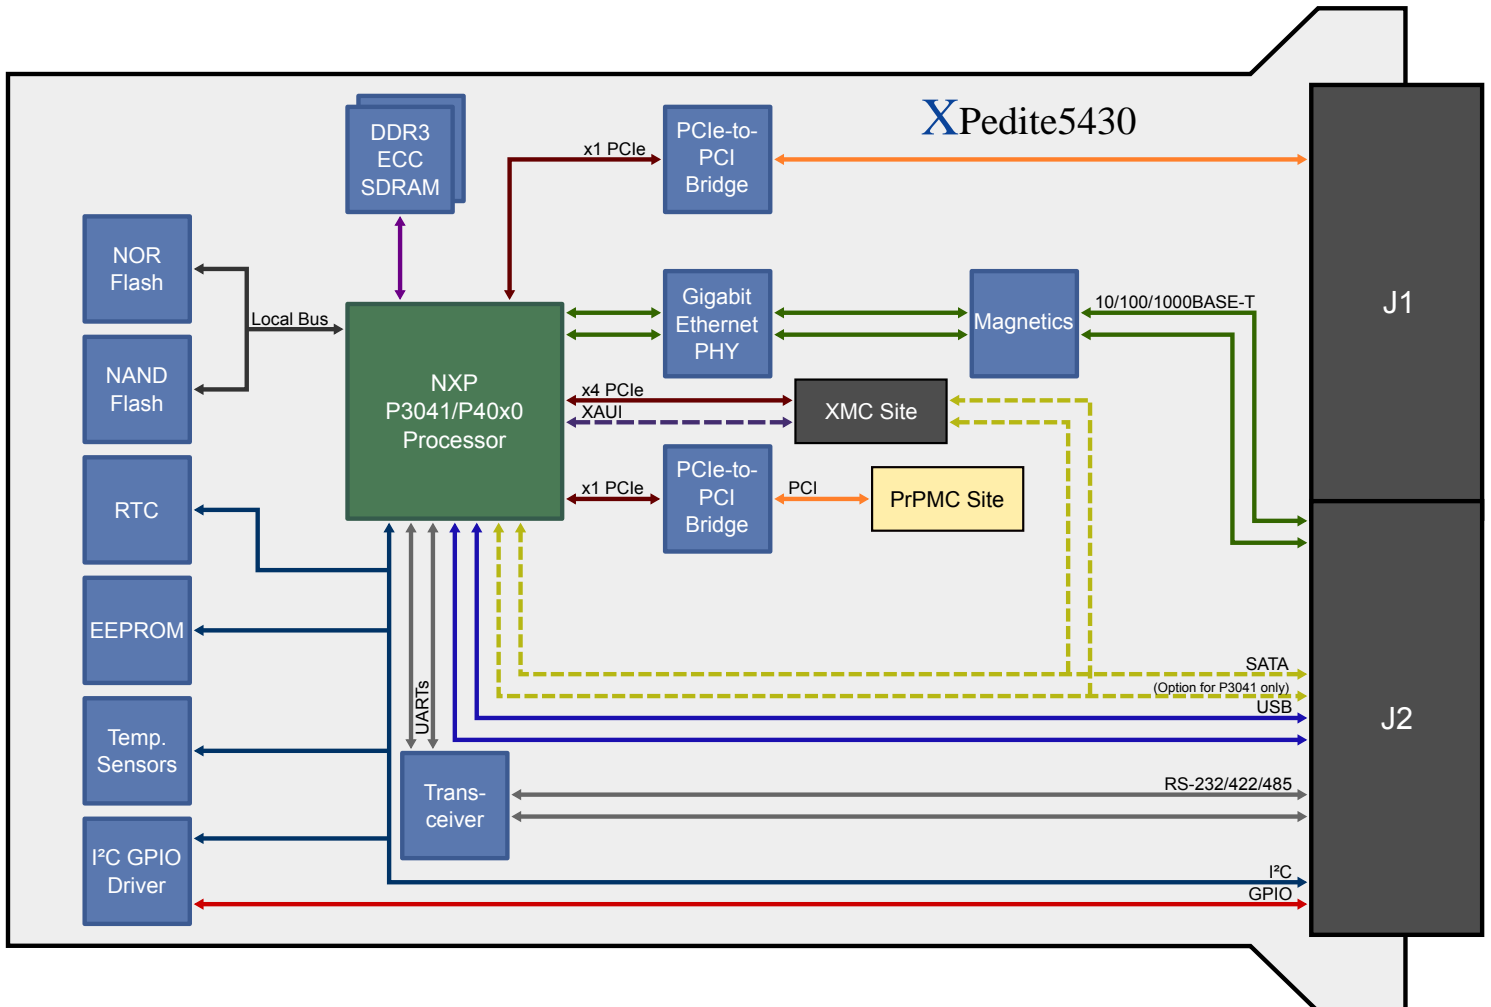 XPedite5430
DDR3
ECC
SDRAM
x1 PCIe
PCIe-to-
PCI
Bridge
J1
NOR
Flash
Local Bus
NAND
Flash
NXP
P3041/P40x0
Processor
Gigabit
Ethernet
PHY
Magnetics
10/100/1000BASE-T
x4 PCIe
XAUI
XMC Site
x1 PCIe
PCIe-to-
PCI
Bridge
PCI
PrPMC Site
RTC
EEPROM
Temp.
Sensors
I²C GPIO
Driver
UARTs
Trans-
ceiver
SATA
(Option for P3041 only)
USB
RS-232/422/485
I²C
GPIO
J2